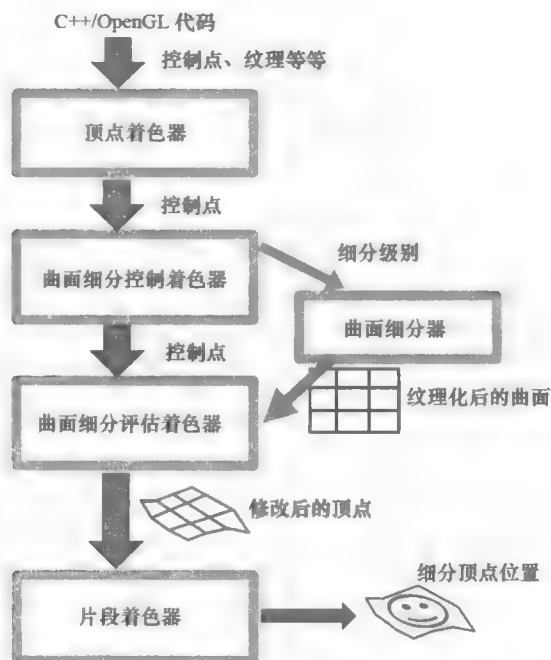 C++/OpenGL 代码
控制点、纹理等等
顶点着色器
控制点
曲面细分控制着色器
细分级别
曲面细分器
控制点
纹理化后的曲面
曲面细分评估着色器
修改后的顶点
细分顶点位置
片段着色器